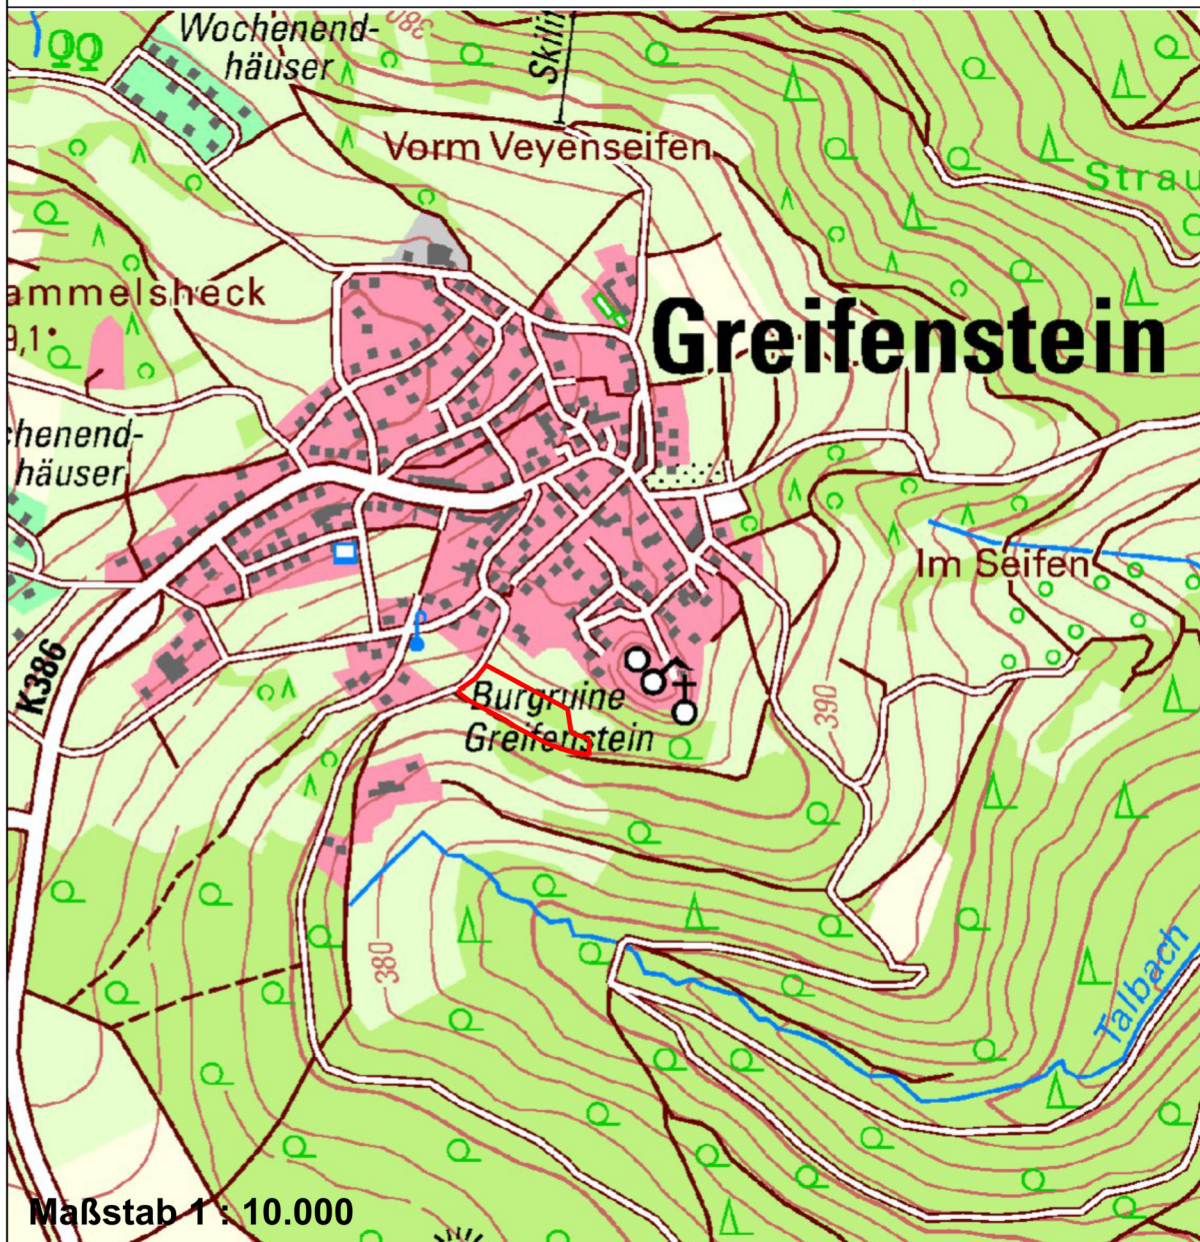 Wochenend-
häuser
380
Skilift
Vorm Veyenseifen
Strau
ammelsheck
9,1
Greifenstein
chenend-
häuser
Im Seifen
K386
Burgruine
Greifenstein
390
380
Talbach
Maßstab 1 : 10.000